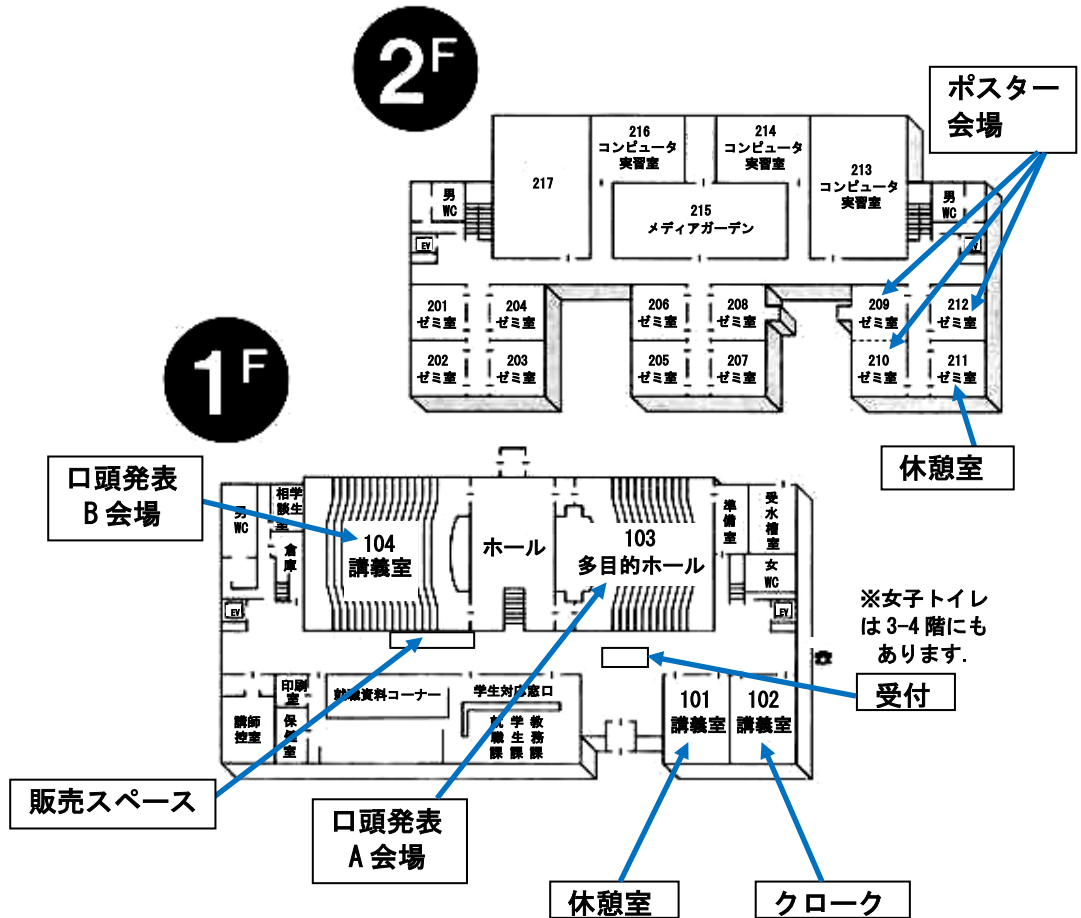 2F
ポスター
会場
216
コンピュータ
実習室
214
コンピュータ
実習室
217
213
コンピュータ
実習室
215
メディアガーデン
男
WC
男
WC
EV
EV
201
ゼミ室
204
ゼミ室
206
ゼミ室
208
ゼミ室
209
ゼミ室
212
ゼミ室
202
ゼミ室
203
ゼミ室
205
ゼミ室
207
ゼミ室
210
ゼミ室
211
ゼミ室
休憩室
1F
口頭発表
B会場
男
WC
学生
相談室
倉庫
104
講義室
ホール
103
多目的ホール
準備室
受水槽室
女
WC
EV
EV
※女子トイレ
は3-4階にも
あります.
受付
印刷
室
就職資料コーナー
学生対応窓口
講師
控室
保健室
就職課
学生課
教務課
101
講義室
102
講義室
販売スペース
口頭発表
A会場
休憩室
クローク